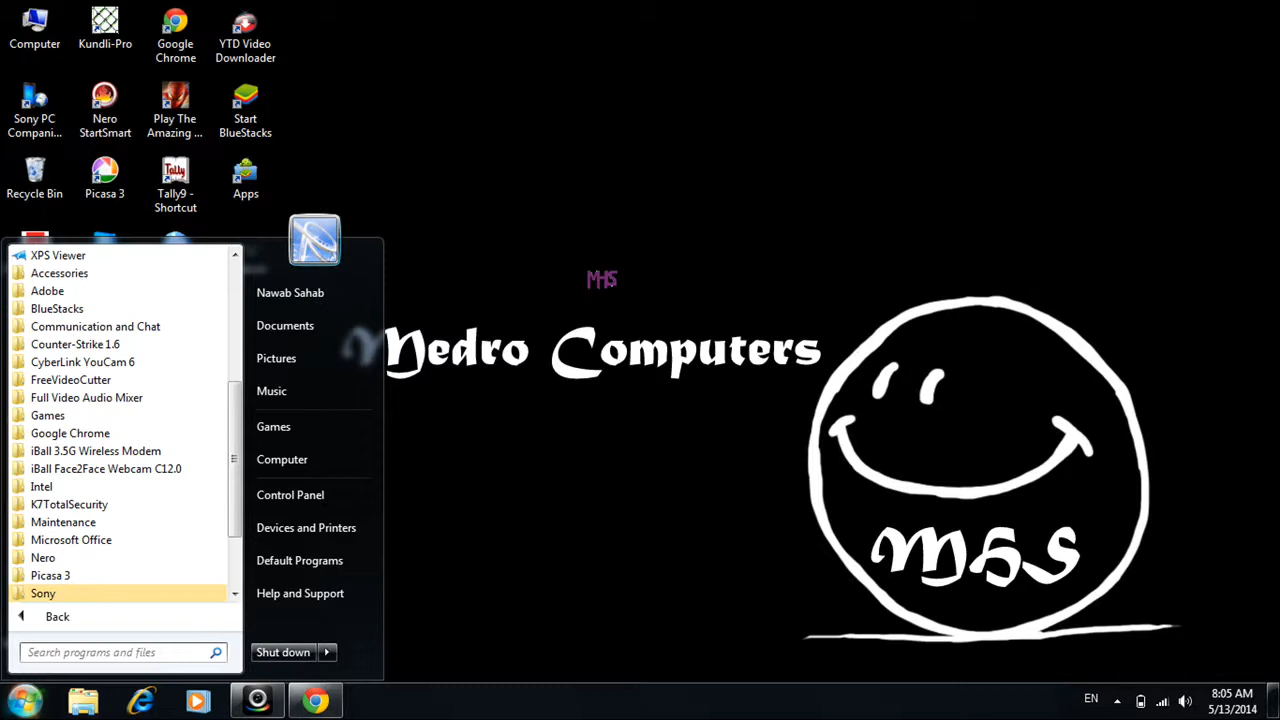 Computer
Kundli-Pro
Google Chrome
YTD Video Downloader
Sony PC Compani...
Nero StartSmart
Play The Amazing ...
Start BlueStacks
Recycle Bin
Picasa 3
Tally
Tally9 - Shortcut
Apps
XPS Viewer
Accessories
Adobe
BlueStacks
Communication and Chat
Counter-Strike 1.6
CyberLink YouCam 6
FreeVideoCutter
Full Video Audio Mixer
Games
Google Chrome
iBall 3.5G Wireless Modem
iBall Face2Face Webcam C12.0
Intel
K7TotalSecurity
Maintenance
Microsoft Office
Nero
Picasa 3
Sony
Back
Search programs and files
Nawab Sahab
Documents
Pictures
Music
Games
Computer
Control Panel
Devices and Printers
Default Programs
Help and Support
Shut down
MHS
Medro Computers
MHS
EN
8:05 AM
5/13/2014